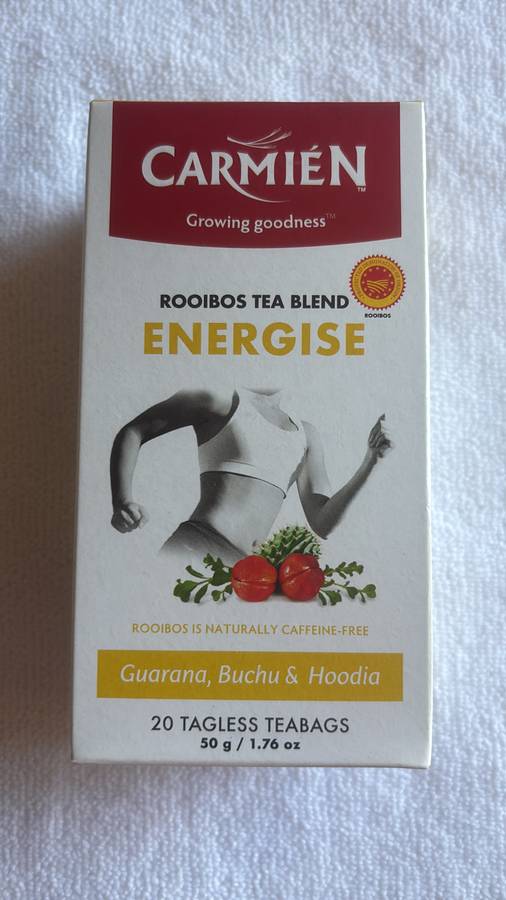 CARMIÉN™
Growing goodness™
ROOIBOS TEA BLEND
ROOIBOS
ENERGISE
ROOIBOS IS NATURALLY CAFFEINE-FREE
Guarana, Buchu & Hoodia
20 TAGLESS TEABAGS
50 g / 1.76 oz